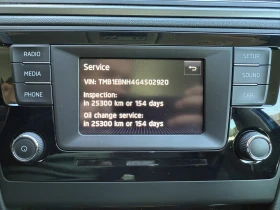 RADIO
MEDIA
PHONE
Service
VIN: TMB1EBNH4G4502920
Inspection:
in 25300 km or 154 days
Oil change service:
in 25300 km or 154 days
SETUP
SOUND
CAR